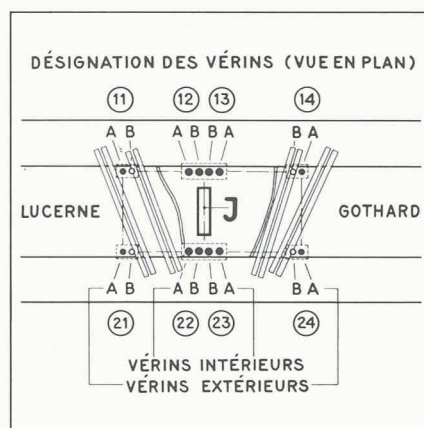 DÉSIGNATION DES VÉRINS (VUE EN PLAN)
11 12 13 14
A B A B B A B A
LUCERNE J GOTHARD
A B A B B A B A
21 22 23 24
VÉRINS INTÉRIEURS
VÉRINS EXTÉRIEURS